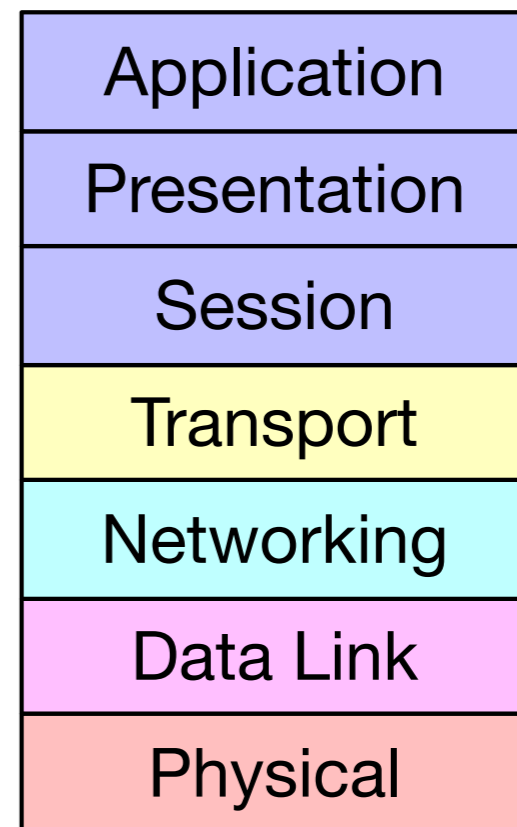 Application
Presentation
Session
Transport
Networking
Data Link
Physical